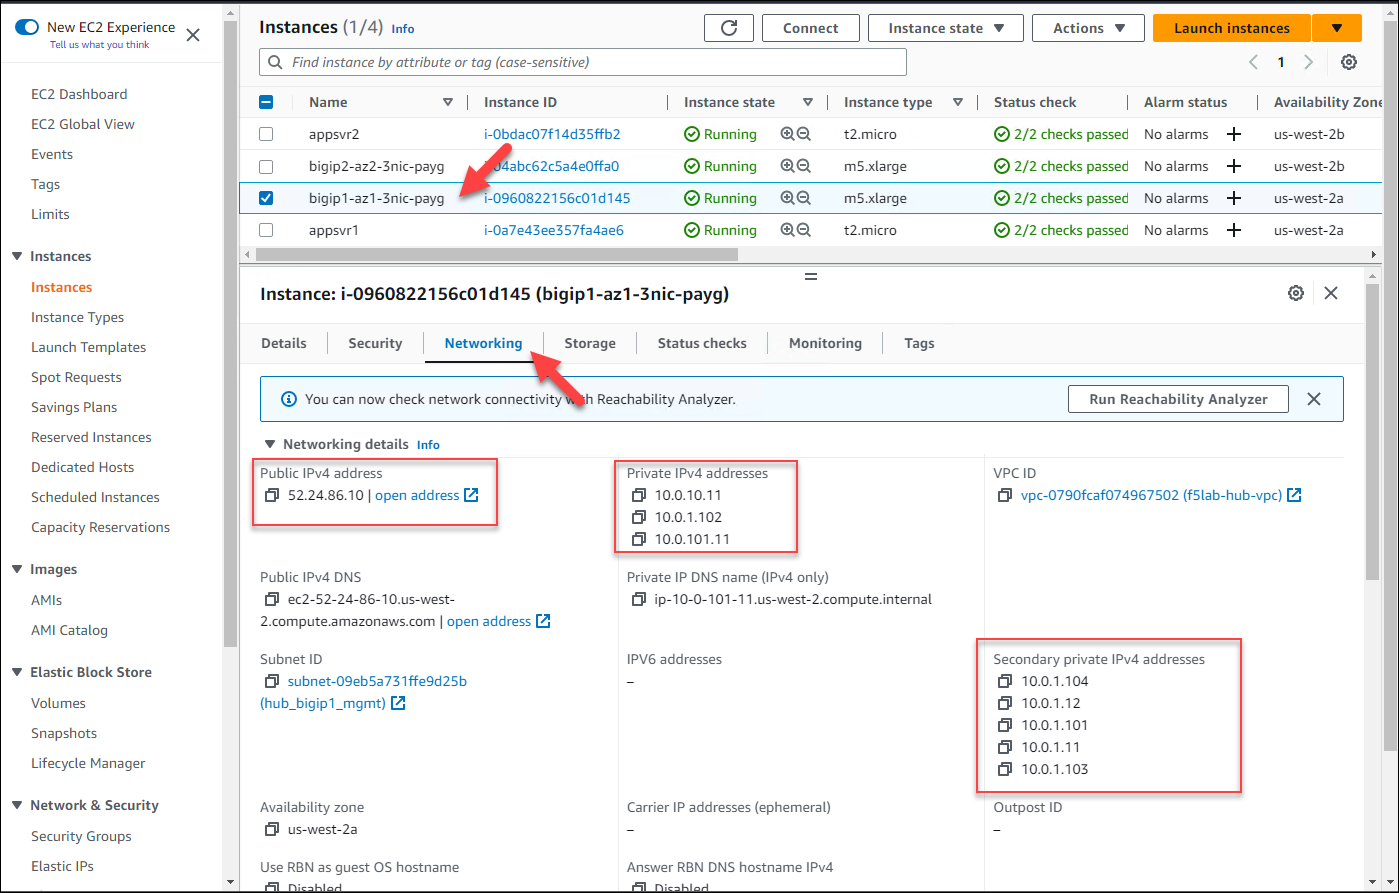 New EC2 Experience
Tell us what you think
EC2 Dashboard
EC2 Global View
Events
Tags
Limits
Instances
Instances
Instance Types
Launch Templates
Spot Requests
Savings Plans
Reserved Instances
Dedicated Hosts
Scheduled Instances
Capacity Reservations
Images
AMIs
AMI Catalog
Elastic Block Store
Volumes
Snapshots
Lifecycle Manager
Network & Security
Security Groups
Elastic IPs
Instances (1/4) Info
Connect
Instance state
Actions
Launch instances
Find instance by attribute or tag (case-sensitive)
1
Name Instance ID Instance state Instance type Status check Alarm status Availability Zone
appsvr2 i-0bdac07f14d35ffb2 Running t2.micro 2/2 checks passed No alarms us-west-2b
bigip2-az2-3nic-payg i-04abc62c5a4e0ffa0 Running m5.xlarge 2/2 checks passed No alarms us-west-2b
bigip1-az1-3nic-payg i-0960822156c01d145 Running m5.xlarge 2/2 checks passed No alarms us-west-2a
appsvr1 i-0a7e43ee357fa4ae6 Running t2.micro 2/2 checks passed No alarms us-west-2a
Instance: i-0960822156c01d145 (bigip1-az1-3nic-payg)
Details Security Networking Storage Status checks Monitoring Tags
You can now check network connectivity with Reachability Analyzer.
Run Reachability Analyzer
Networking details Info
Public IPv4 address
52.24.86.10 | open address
Private IPv4 addresses
10.0.10.11
10.0.1.102
10.0.101.11
VPC ID
vpc-0790fcaf074967502 (f5lab-hub-vpc)
Public IPv4 DNS
ec2-52-24-86-10.us-west-
2.compute.amazonaws.com | open address
Private IP DNS name (IPv4 only)
ip-10-0-101-11.us-west-2.compute.internal
Subnet ID
subnet-09eb5a731ffe9d25b
(hub_bigip1_mgmt)
IPV6 addresses
–
Secondary private IPv4 addresses
10.0.1.104
10.0.1.12
10.0.1.101
10.0.1.11
10.0.1.103
Availability zone
us-west-2a
Carrier IP addresses (ephemeral)
–
Outpost ID
–
Use RBN as guest OS hostname
Disabled
Answer RBN DNS hostname IPv4
Disabled